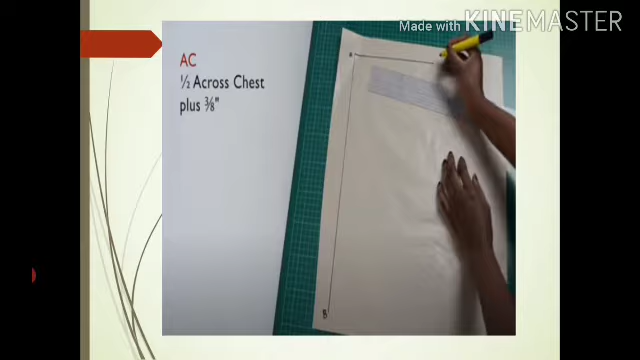 Made with KINEMASTER
AC
½ Across Chest
plus ⅜"
A
B